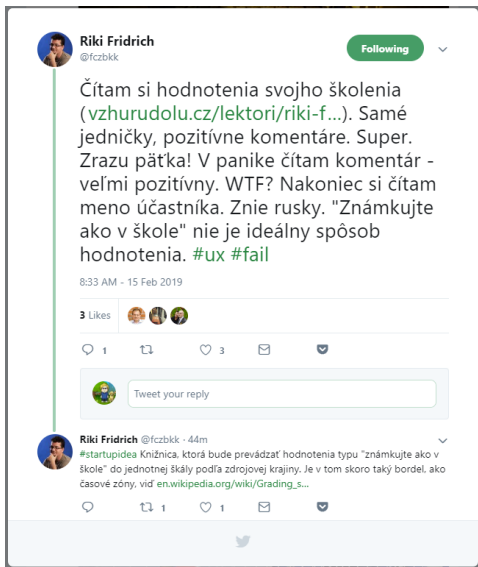 Riki Fridrich
@fczbkk
Following
Čítam si hodnotenia svojho školenia
(vzhurudolu.cz/lektori/riki-f…). Samé
jedničky, pozitívne komentáre. Super.
Zrazu päťka! V panike čítam komentár -
veľmi pozitívny. WTF? Nakoniec si čítam
meno účastníka. Znie rusky. "Známkujte
ako v škole" nie je ideálny spôsob
hodnotenia. #ux #fail
8:33 AM - 15 Feb 2019
3 Likes
1
3
Tweet your reply
Riki Fridrich @fczbkk · 44m
#startupidea Knižnica, ktorá bude prevádzať hodnotenia typu "známkujte ako v
škole" do jednotnej škály podľa zdrojovej krajiny. Je v tom skoro taký bordel, ako
časové zóny, viď en.wikipedia.org/wiki/Grading_s…
1
1